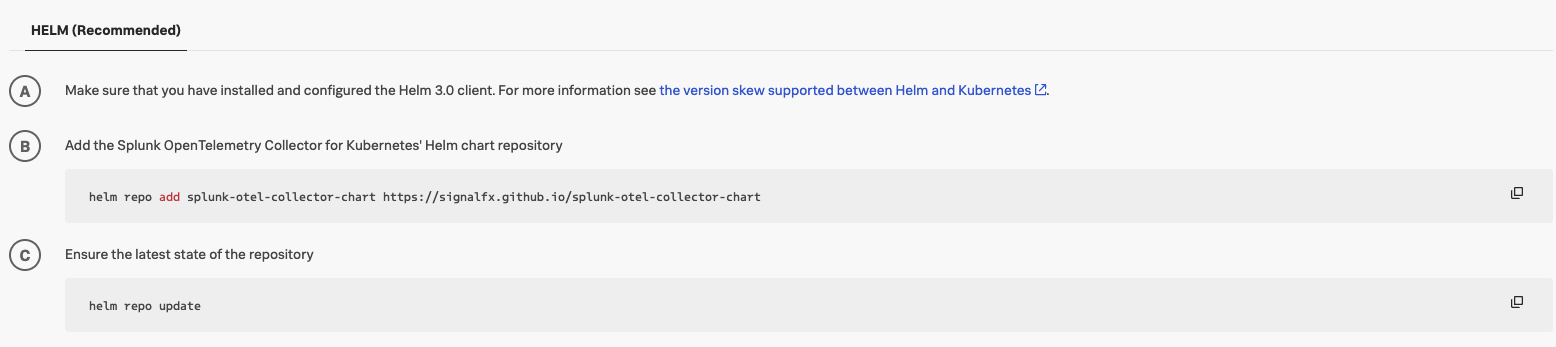 HELM (Recommended)
A
Make sure that you have installed and configured the Helm 3.0 client. For more information see the version skew supported between Helm and Kubernetes.
B
Add the Splunk OpenTelemetry Collector for Kubernetes' Helm chart repository
helm repo add splunk-otel-collector-chart https://signalfx.github.io/splunk-otel-collector-chart
C
Ensure the latest state of the repository
helm repo update